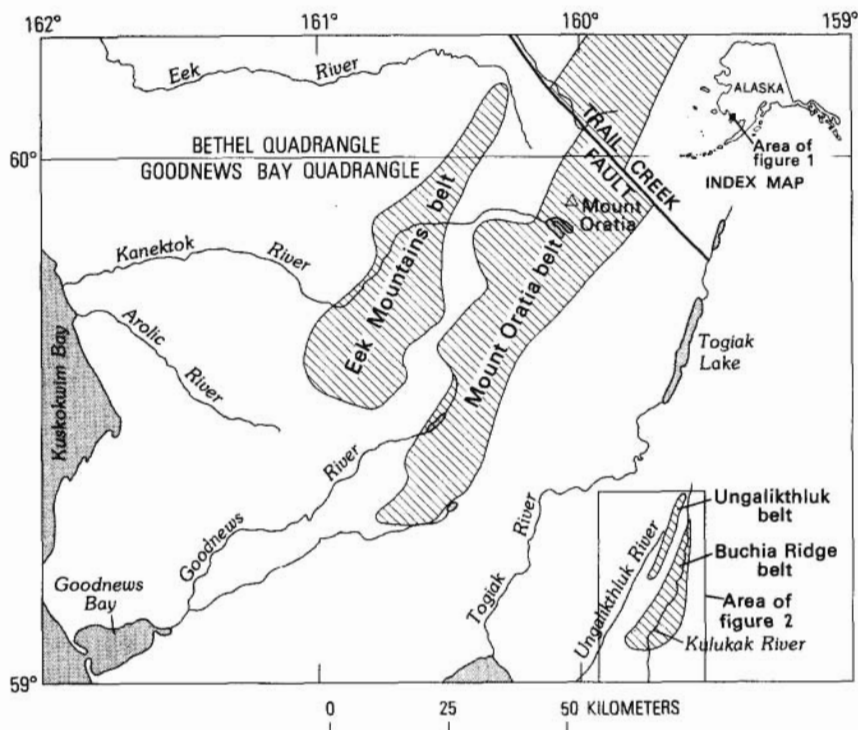 162°
161°
160°
159°
Eek River
ALASKA
Area of
figure 1
INDEX MAP
TRAIL CREEK
FAULT
BETHEL QUADRANGLE
60°
GOODNEWS BAY QUADRANGLE
Mount
Oratia
Kanektok River
Eek Mountains belt
Mount Oratia belt
Arolic River
Togiak
Lake
Kuskokwim Bay
Goodnews River
Togiak River
Ungalikthluk
belt
Ungalikthluk River
Buchia Ridge
belt
Goodnews
Bay
Area of
figure 2
Kulukak River
59°
0 25 50 KILOMETERS